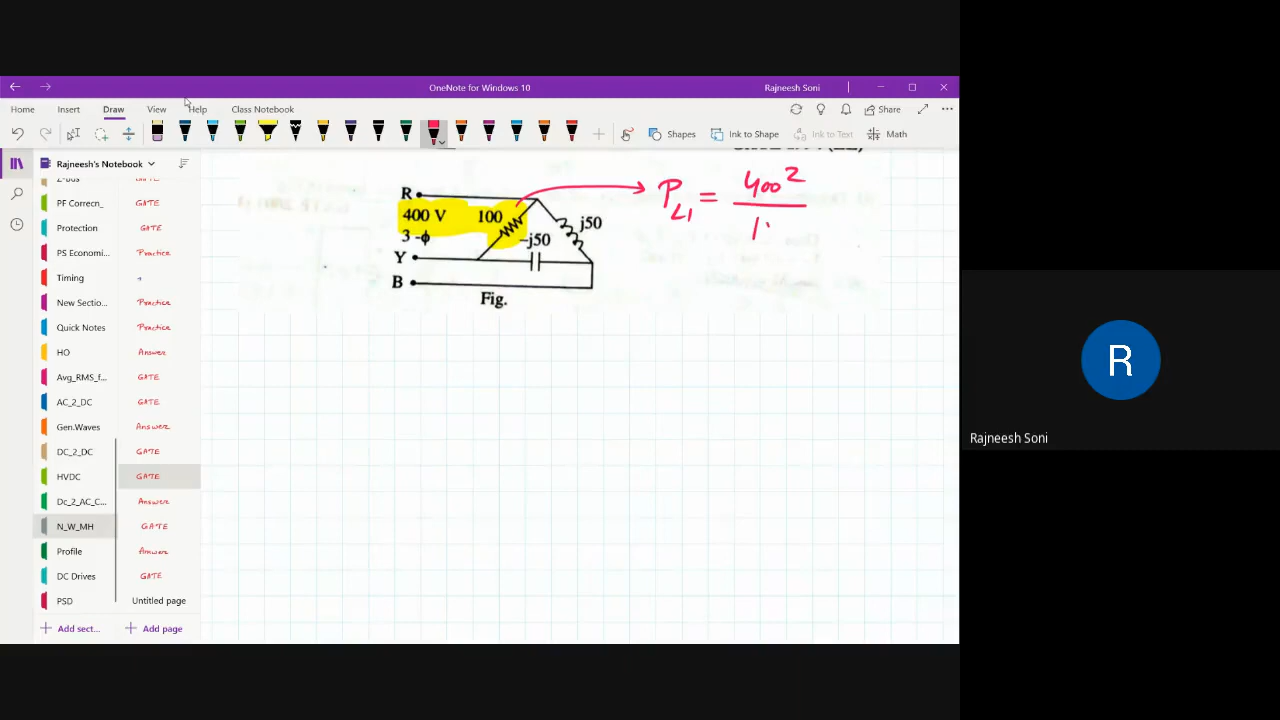 OneNote for Windows 10
Rajneesh Soni
Home Insert Draw View Help Class Notebook
Share
Shapes Ink to Shape Ink to Text Math
Rajneesh's Notebook
Z-Bus GATE
PF Correcn_ GATE
Protection GATE
PS Economi... Practice
Timing
New Sectio... Practice
Quick Notes Practice
HO Answer
Avg_RMS_f... GATE
AC_2_DC GATE
Gen.Waves Answer
DC_2_DC GATE
HVDC GATE
Dc_2_AC_C... Answer
N_W_MH GATE
Profile Answer
DC Drives GATE
PSD Untitled page
Add sect... Add page
R
400 V 100 j50
3 -ϕ -j50
Y
B
Fig.
P_L1 = 400² / 1
R
Rajneesh Soni